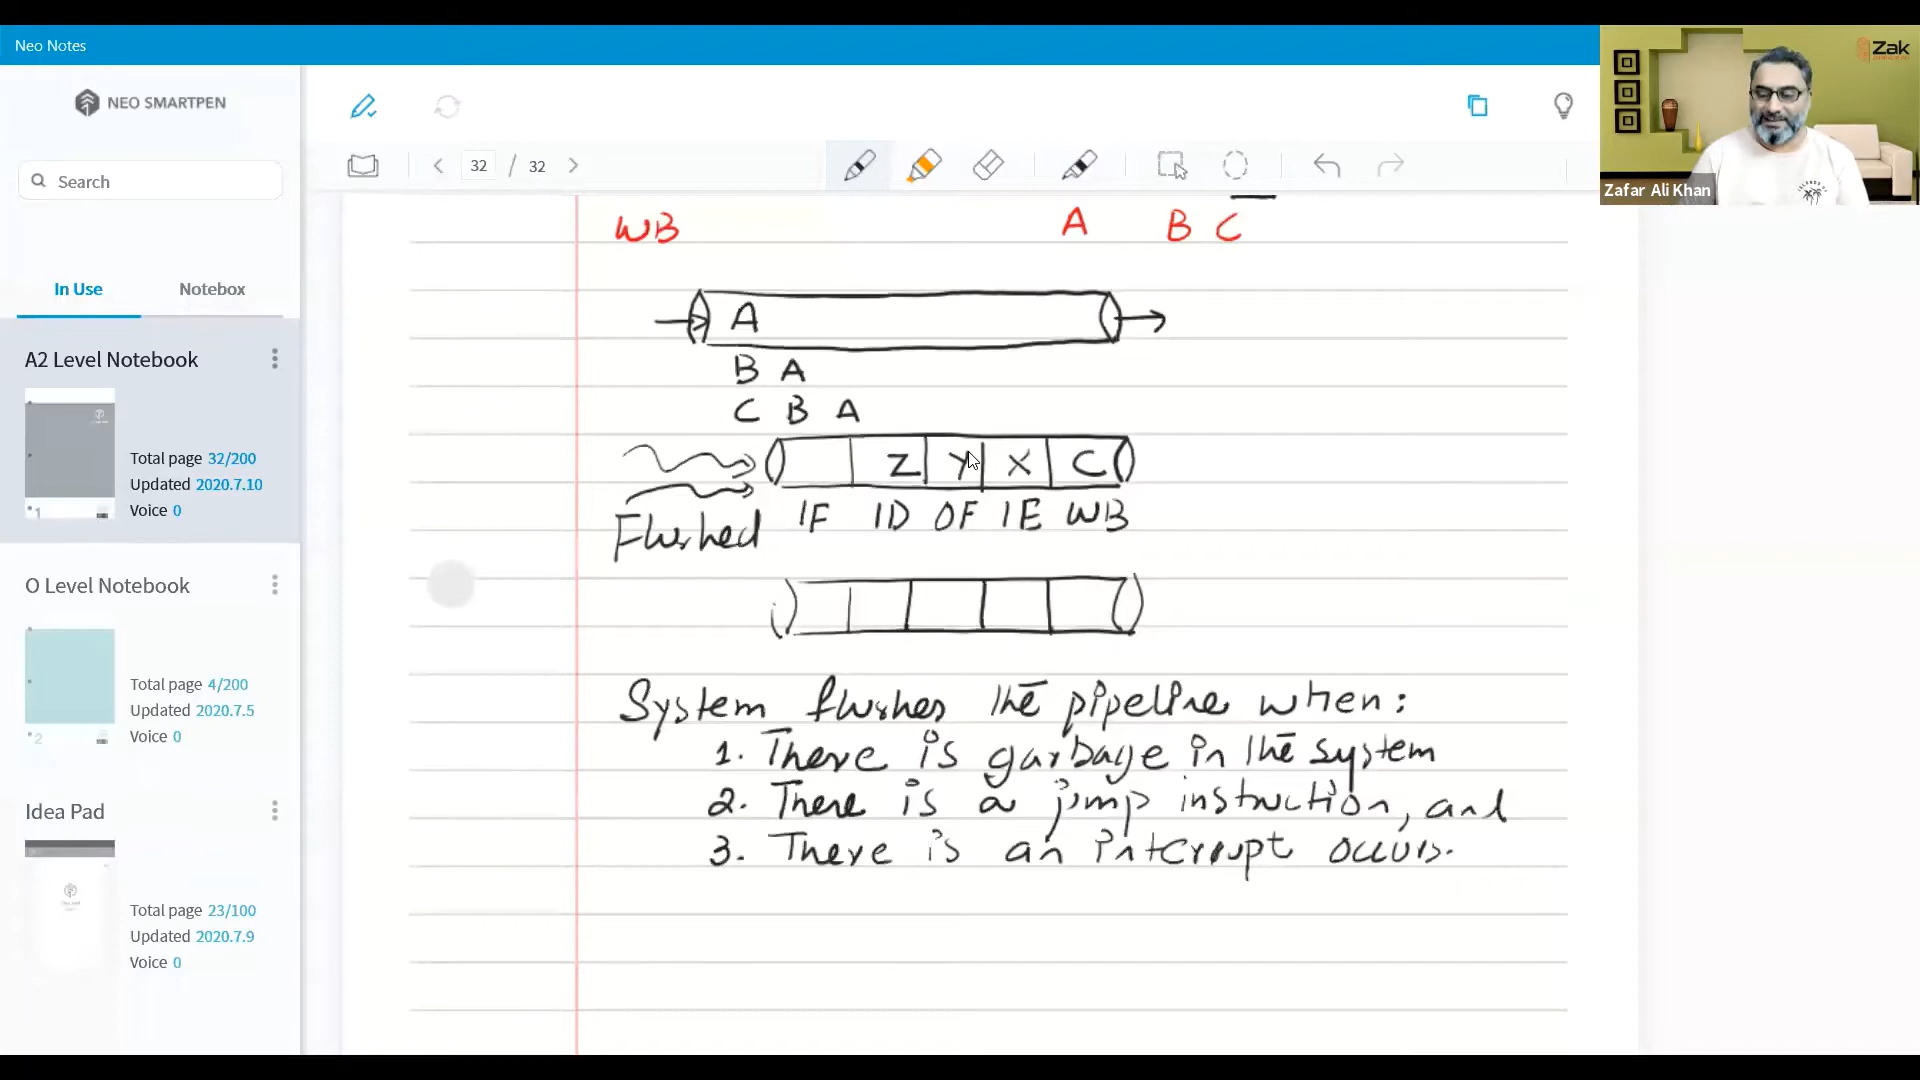 Neo Notes
Zak
NEO SMARTPEN
Search
32 / 32
Zafar Ali Khan
In Use Notebox
A2 Level Notebook
Total page 32/200
Updated 2020.7.10
Voice 0
1
O Level Notebook
Total page 4/200
Updated 2020.7.5
Voice 0
2
Idea Pad
Total page 23/100
Updated 2020.7.9
Voice 0
WB A B C
A
B A
C B A
Z Y X C
IF ID OF IE WB
Flushed
System flushes the pipeline when:
1. There is garbage in the system
2. There is a jump instruction, and
3. There is an interrupt occurs.